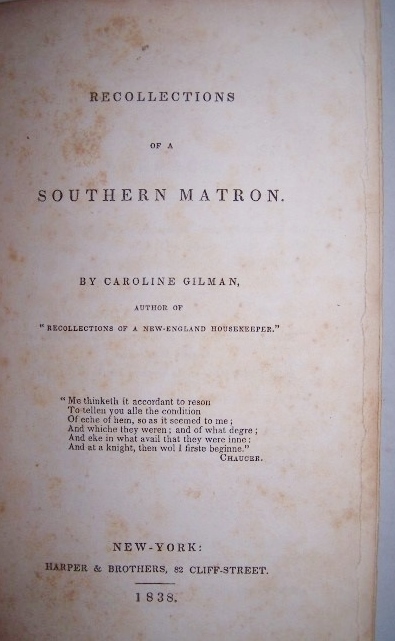 RECOLLECTIONS
OF A
SOUTHERN MATRON.
BY CAROLINE GILMAN,
AUTHOR OF
"RECOLLECTIONS OF A NEW-ENGLAND HOUSEKEEPER."
"Me thinketh it accordant to reson
To tellen you alle the condition
Of eche of hem, so as it seemed to me;
And whiche they weren; and of what degre;
And eke in what avail that they were inne:
And at a knight, then wol I firste beginne."
CHAUCER.
NEW-YORK:
HARPER & BROTHERS, 82 CLIFF-STREET.
1838.